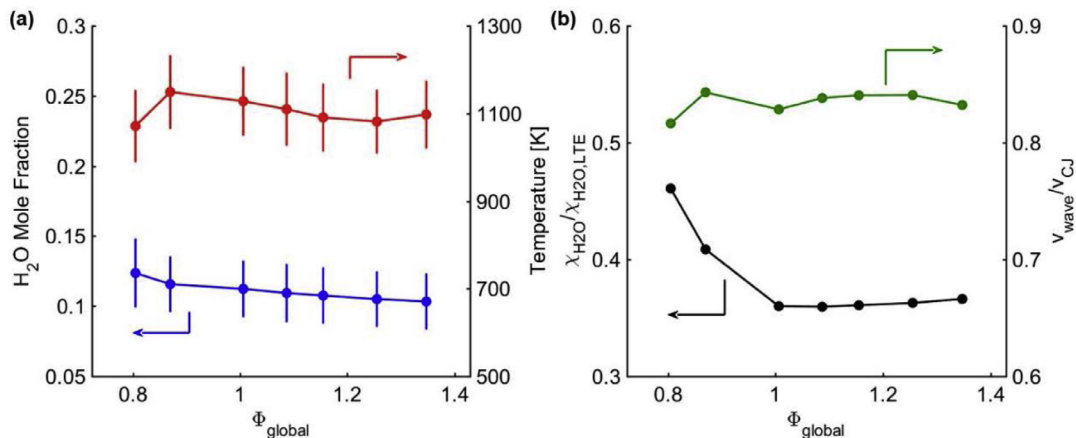 (a)
0.3
0.25
0.2
0.15
0.1
0.05
H₂O Mole Fraction
1300
1100
900
700
500
Temperature [K]
0.8 1 1.2 1.4
Φglobal
(b)
0.6
0.5
0.4
0.3
χH2O/χH2O,LTE
0.9
0.8
0.7
0.6
vwave/vCJ
0.8 1 1.2 1.4
Φglobal